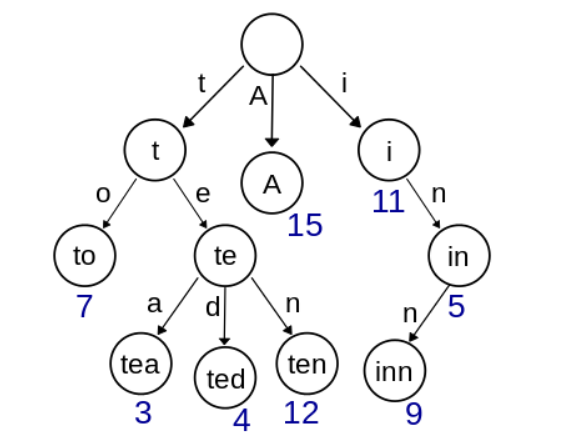 t A i
t A i
15 11
o e n
to te in
7 5
a d n n
tea ted ten inn
3 4 12 9